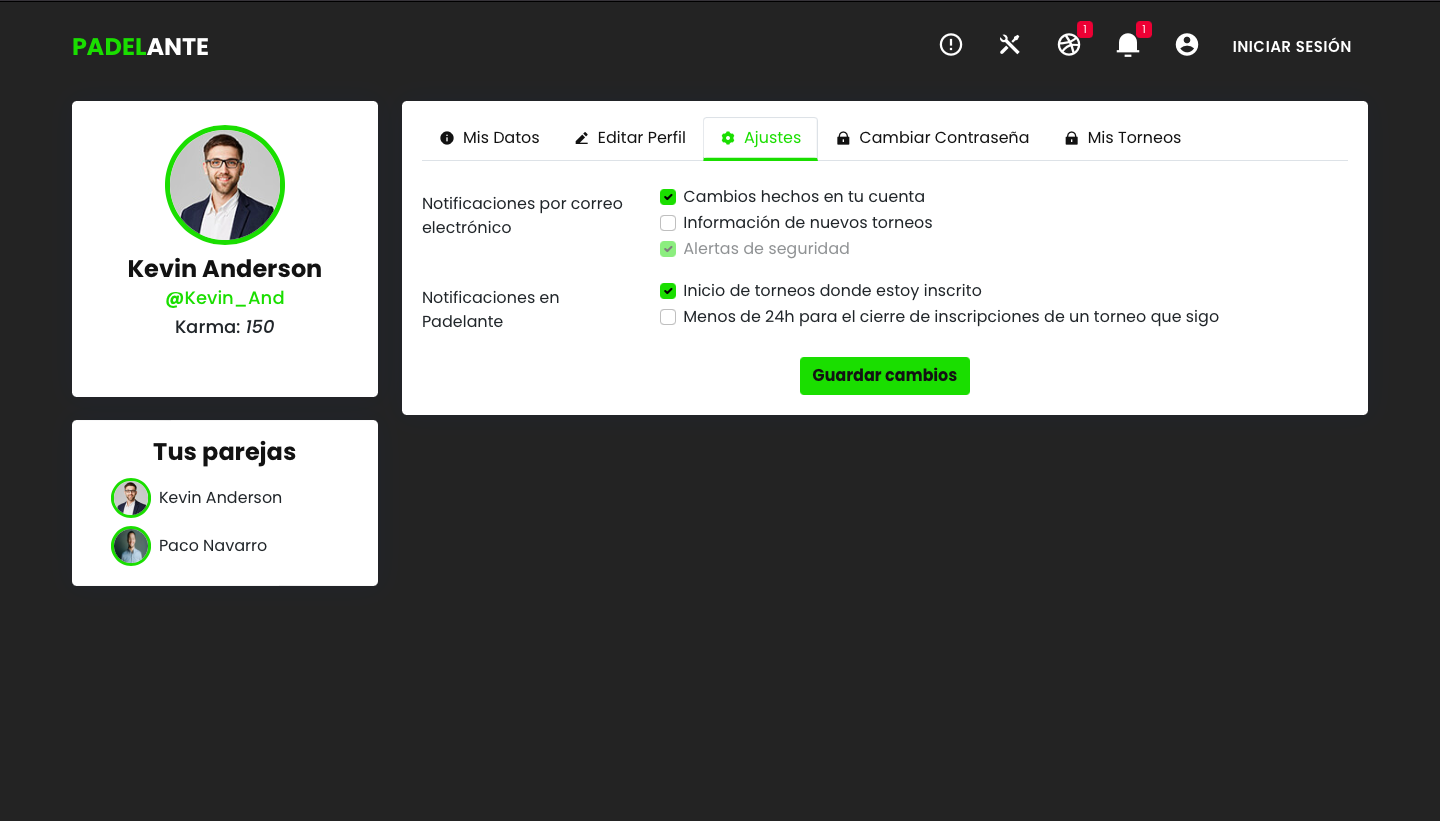 PADELANTE
1
1
INICIAR SESIÓN
Kevin Anderson
@Kevin_And
Karma: 150
Tus parejas
Kevin Anderson
Paco Navarro
Mis Datos
Editar Perfil
Ajustes
Cambiar Contraseña
Mis Torneos
Notificaciones por correo
electrónico
Cambios hechos en tu cuenta
Información de nuevos torneos
Alertas de seguridad
Notificaciones en
Padelante
Inicio de torneos donde estoy inscrito
Menos de 24h para el cierre de inscripciones de un torneo que sigo
Guardar cambios